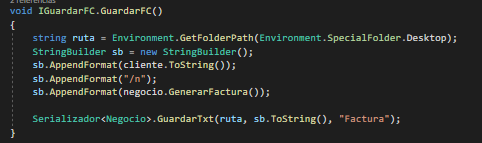 2 referencias
void IGuardarFC.GuardarFC()
{
string ruta = Environment.GetFolderPath(Environment.SpecialFolder.Desktop);
StringBuilder sb = new StringBuilder();
sb.AppendFormat(cliente.ToString());
sb.AppendFormat("/n");
sb.AppendFormat(negocio.GenerarFactura());
Serializador<Negocio>.GuardarTxt(ruta, sb.ToString(), "Factura");
}